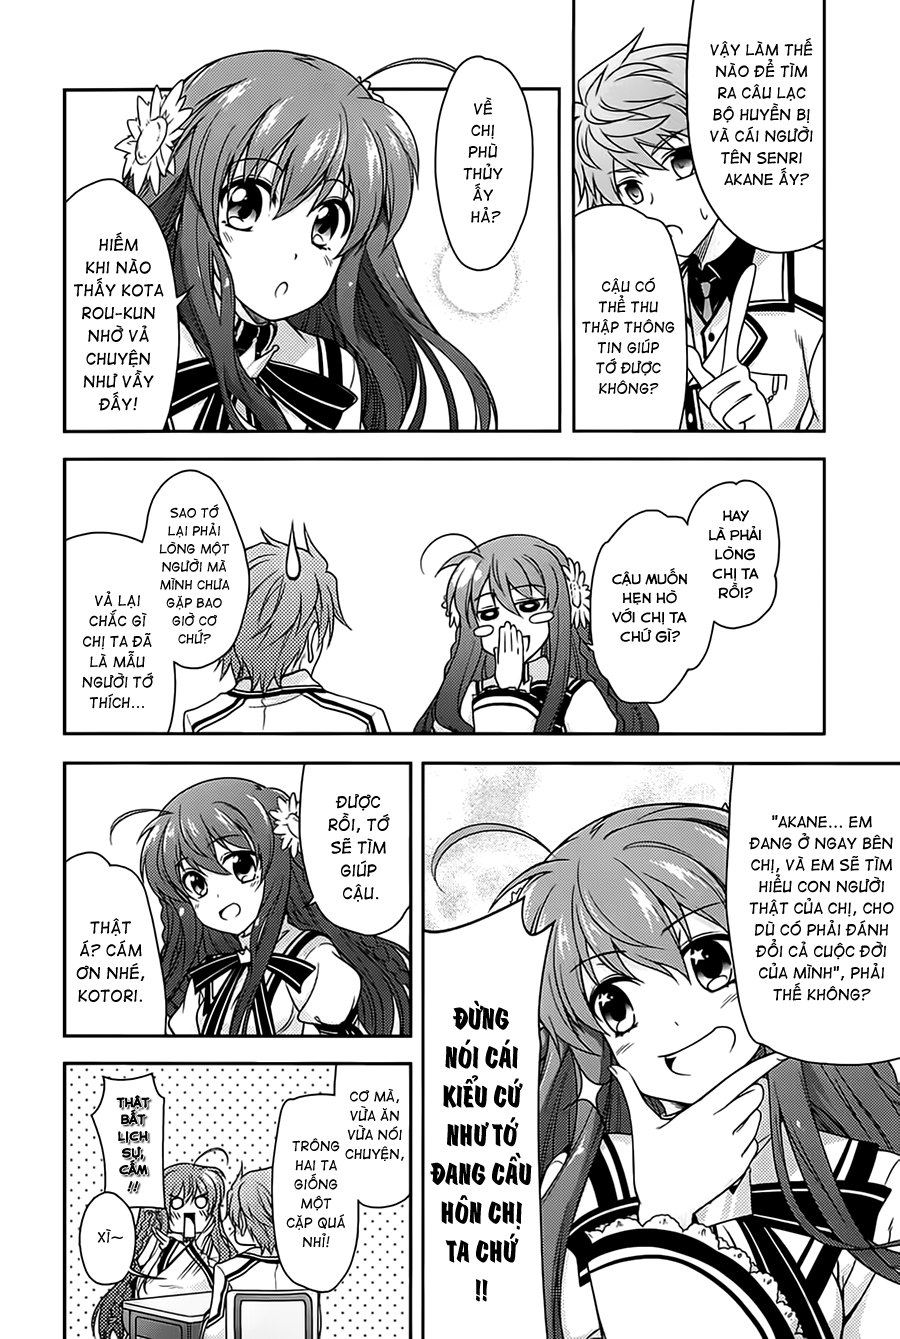 VẬY LÀM THẾ
NÀO ĐỂ TÌM
RA CÂU LẠC
BỘ HUYỀN BỊ
VÀ CÁI NGƯỜI
TÊN SENRI
AKANE ẤY?
CẬU CÓ
THỂ THU
THẬP THÔNG
TIN GIÚP
TỚ ĐƯỢC
KHÔNG?
VỀ
CHỊ
PHÙ
THỦY
ẤY
HẢ?
HIẾM
KHI NÀO
THẤY KOTA
ROU-KUN
NHỜ VẢ
CHUYỆN
NHƯ VẦY
ĐẤY!
HAY
LÀ PHẢI
LÒNG
CHỊ TA
RỒI?
CẬU MUỐN
HẸN HÒ
VỚI CHỊ TA
CHỨ GÌ?
SAO TỚ
LẠI PHẢI
LÒNG MỘT
NGƯỜI MÀ
MÌNH CHƯA
GẶP BAO
GIỜ CƠ
CHỨ?
VẢ LẠI
CHẮC GÌ
CHỊ TA ĐÃ
LÀ MẪU
NGƯỜI TỚ
THÍCH...
"AKANE... EM
ĐANG Ở NGAY BÊN
CHỊ, VÀ EM SẼ TÌM
HIỂU CON NGƯỜI
THẬT CỦA CHỊ, CHO
DÙ CÓ PHẢI ĐÁNH
ĐỔI CẢ CUỘC ĐỜI
CỦA MÌNH", PHẢI
THẾ KHÔNG?
ĐỪNG
NÓI CÁI
KIỂU CỨ
NHƯ TỚ
ĐANG CẦU
HÔN CHỊ
TA CHỨ
!!
ĐƯỢC
RỒI, TỚ
SẼ TÌM
GIÚP
CẬU.
THẬT
Á? CÁM
ƠN NHÉ,
KOTORI.
CƠ MÀ,
VỪA ĂN
VỪA NÓI
CHUYỆN,
TRÔNG
HAI TA
GIỐNG
MỘT
CẶP QUÁ
NHỈ!
THẬT
BẤT
LỊCH
SỰ,
CẤM
!!
XÌ~